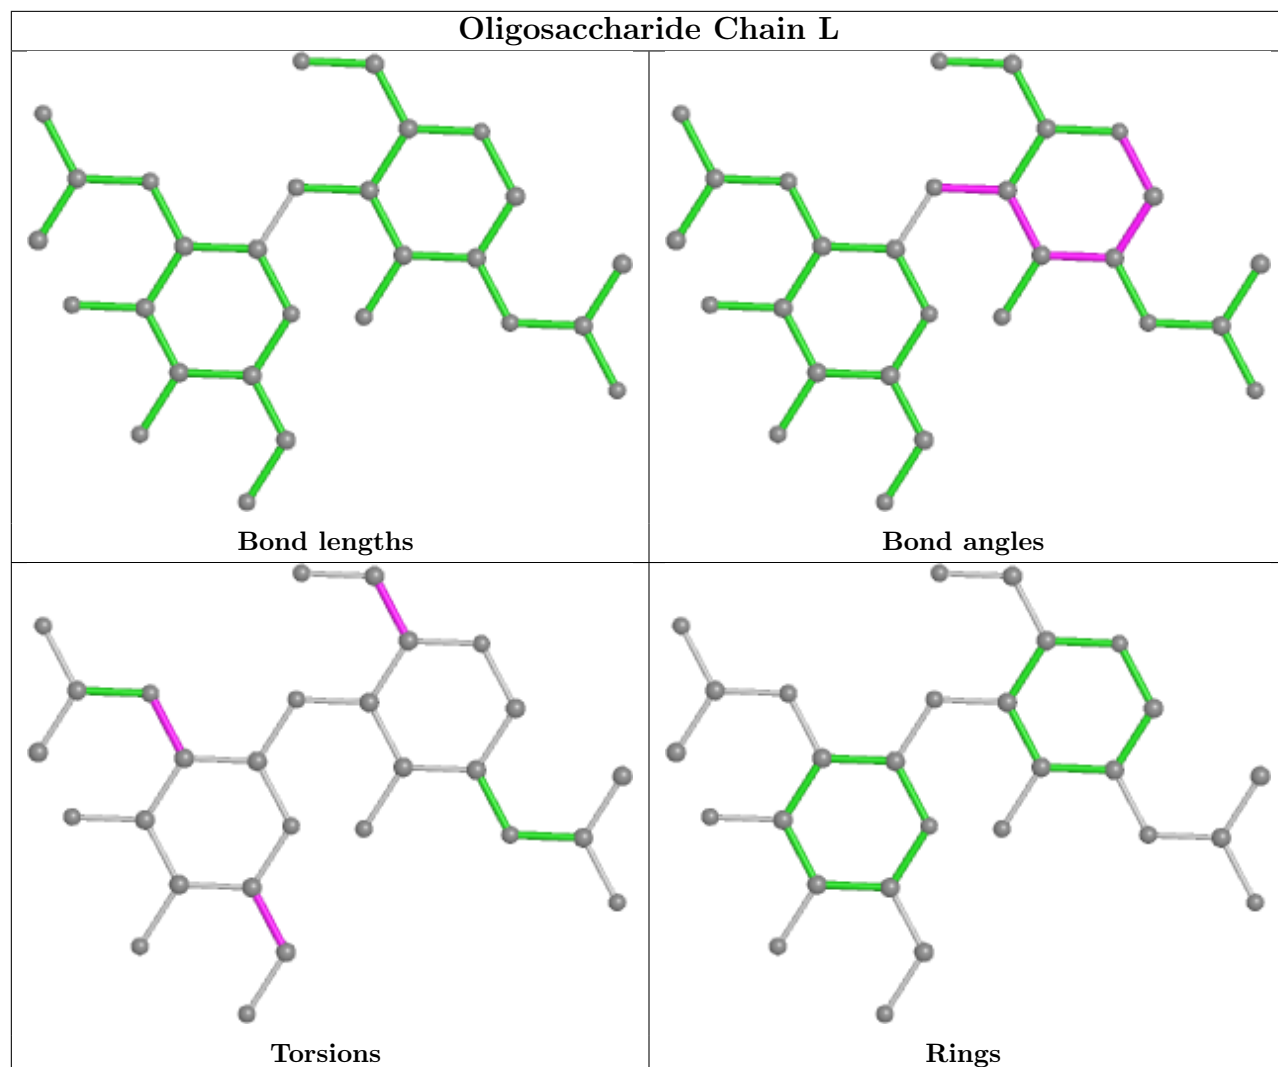 Oligosaccharide Chain L
Bond lengths
Bond angles
Torsions
Rings